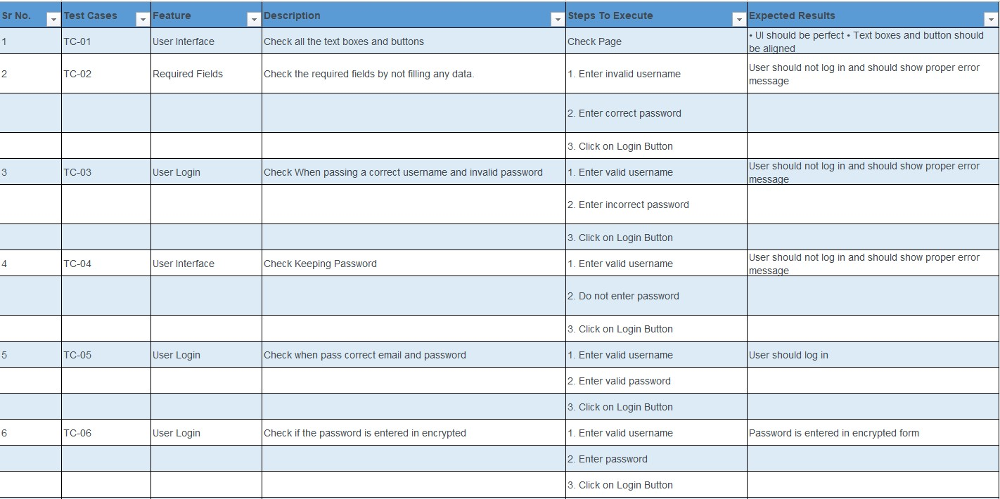 Sr No. Test Cases Feature Description Steps To Execute Expected Results
1 TC-01 User Interface Check all the text boxes and buttons Check Page • UI should be perfect • Text boxes and button should
be aligned
2 TC-02 Required Fields Check the required fields by not filling any data. 1. Enter invalid username User should not log in and should show proper error
message
2. Enter correct password
3. Click on Login Button
3 TC-03 User Login Check When passing a correct username and invalid password 1. Enter valid username User should not log in and should show proper error
message
2. Enter incorrect password
3. Click on Login Button
4 TC-04 User Interface Check Keeping Password 1. Enter valid username User should not log in and should show proper error
message
2. Do not enter password
3. Click on Login Button
5 TC-05 User Login Check when pass correct email and password 1. Enter valid username User should log in
2. Enter valid password
3. Click on Login Button
6 TC-06 User Login Check if the password is entered in encrypted 1. Enter valid username Password is entered in encrypted form
2. Enter password
3. Click on Login Button